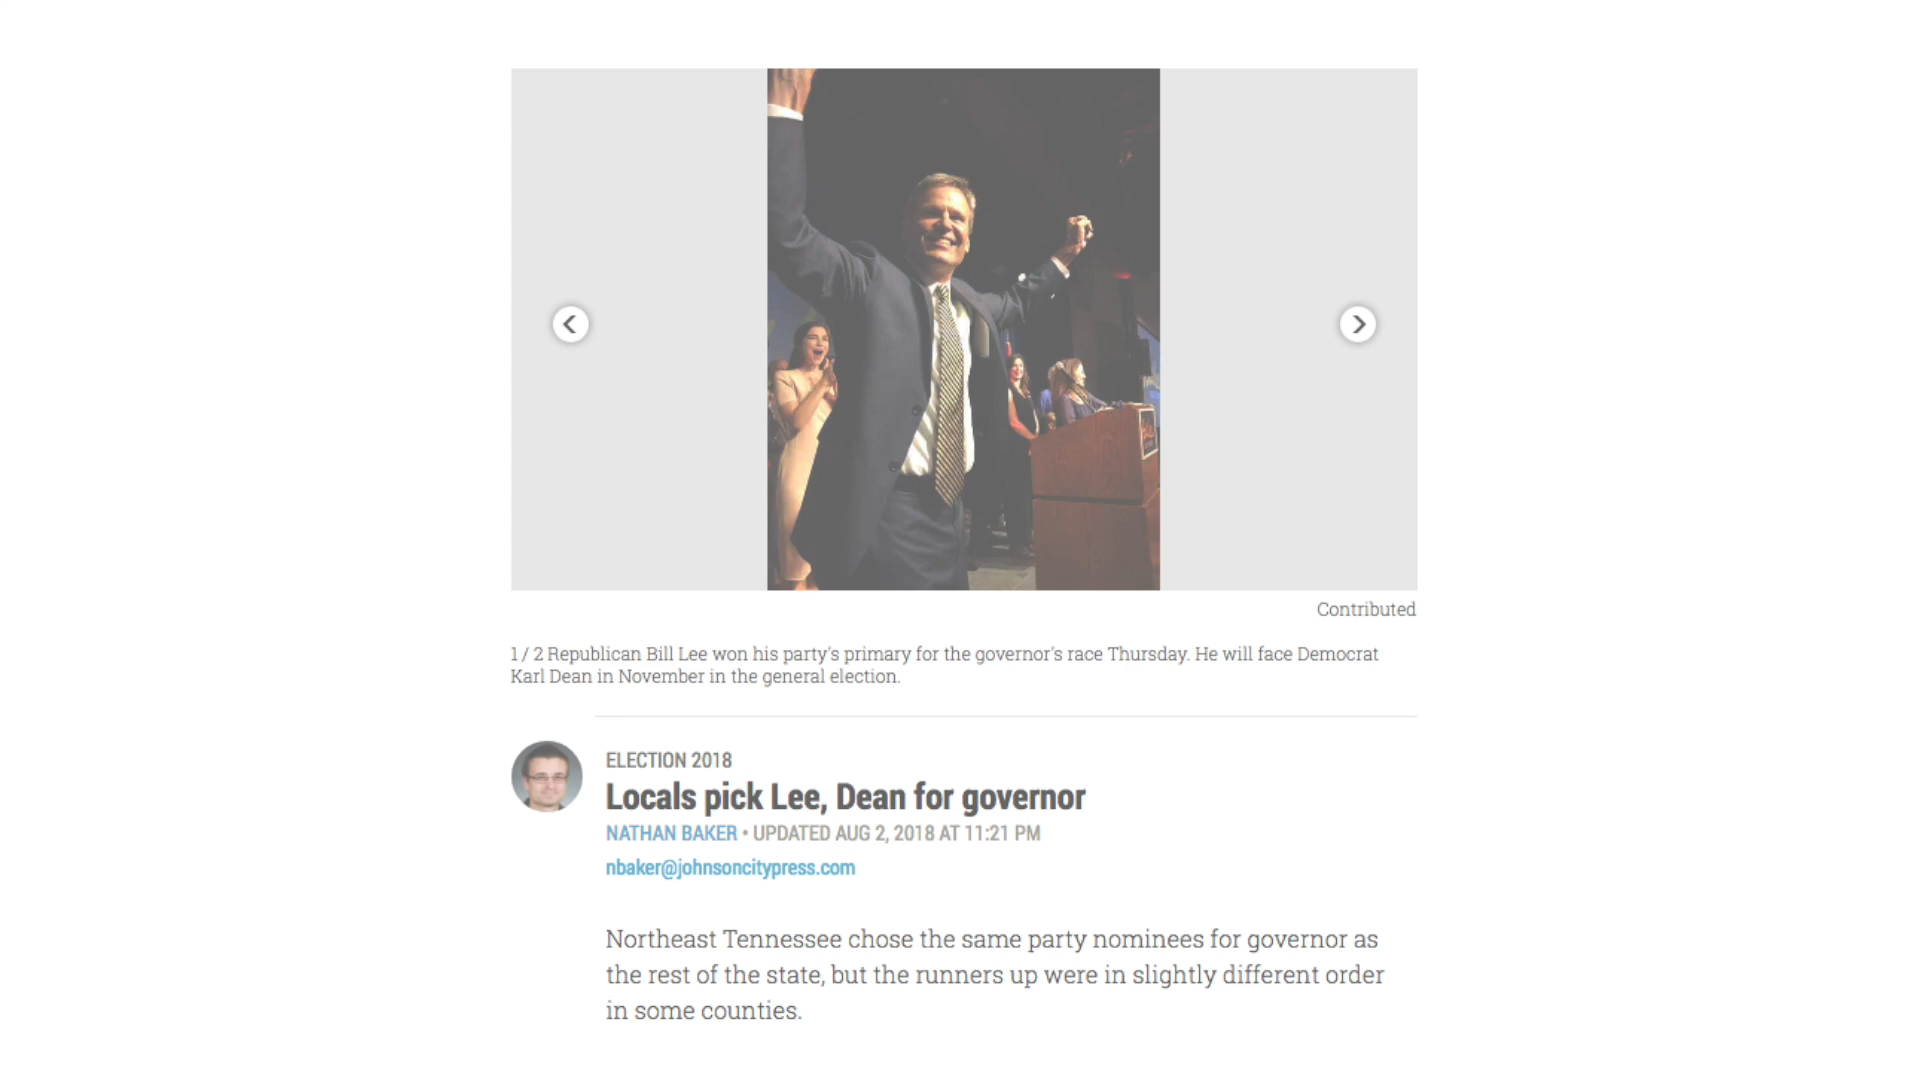 Contributed
1 / 2 Republican Bill Lee won his party's primary for the governor's race Thursday. He will face Democrat
Karl Dean in November in the general election.
ELECTION 2018
Locals pick Lee, Dean for governor
NATHAN BAKER • UPDATED AUG 2, 2018 AT 11:21 PM
nbaker@johnsoncitypress.com
Northeast Tennessee chose the same party nominees for governor as
the rest of the state, but the runners up were in slightly different order
in some counties.